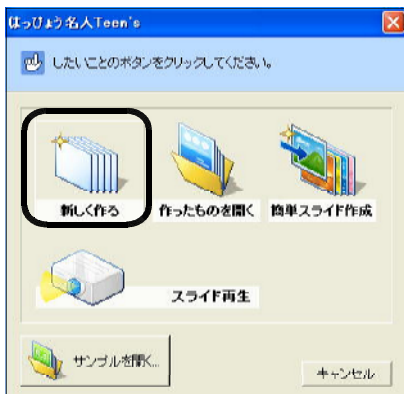 はっぴょう名人Teen's
したいことのボタンをクリックしてください。
新しく作る
作ったものを開く
簡単スライド作成
スライド再生
サンプルを開く...
キャンセル